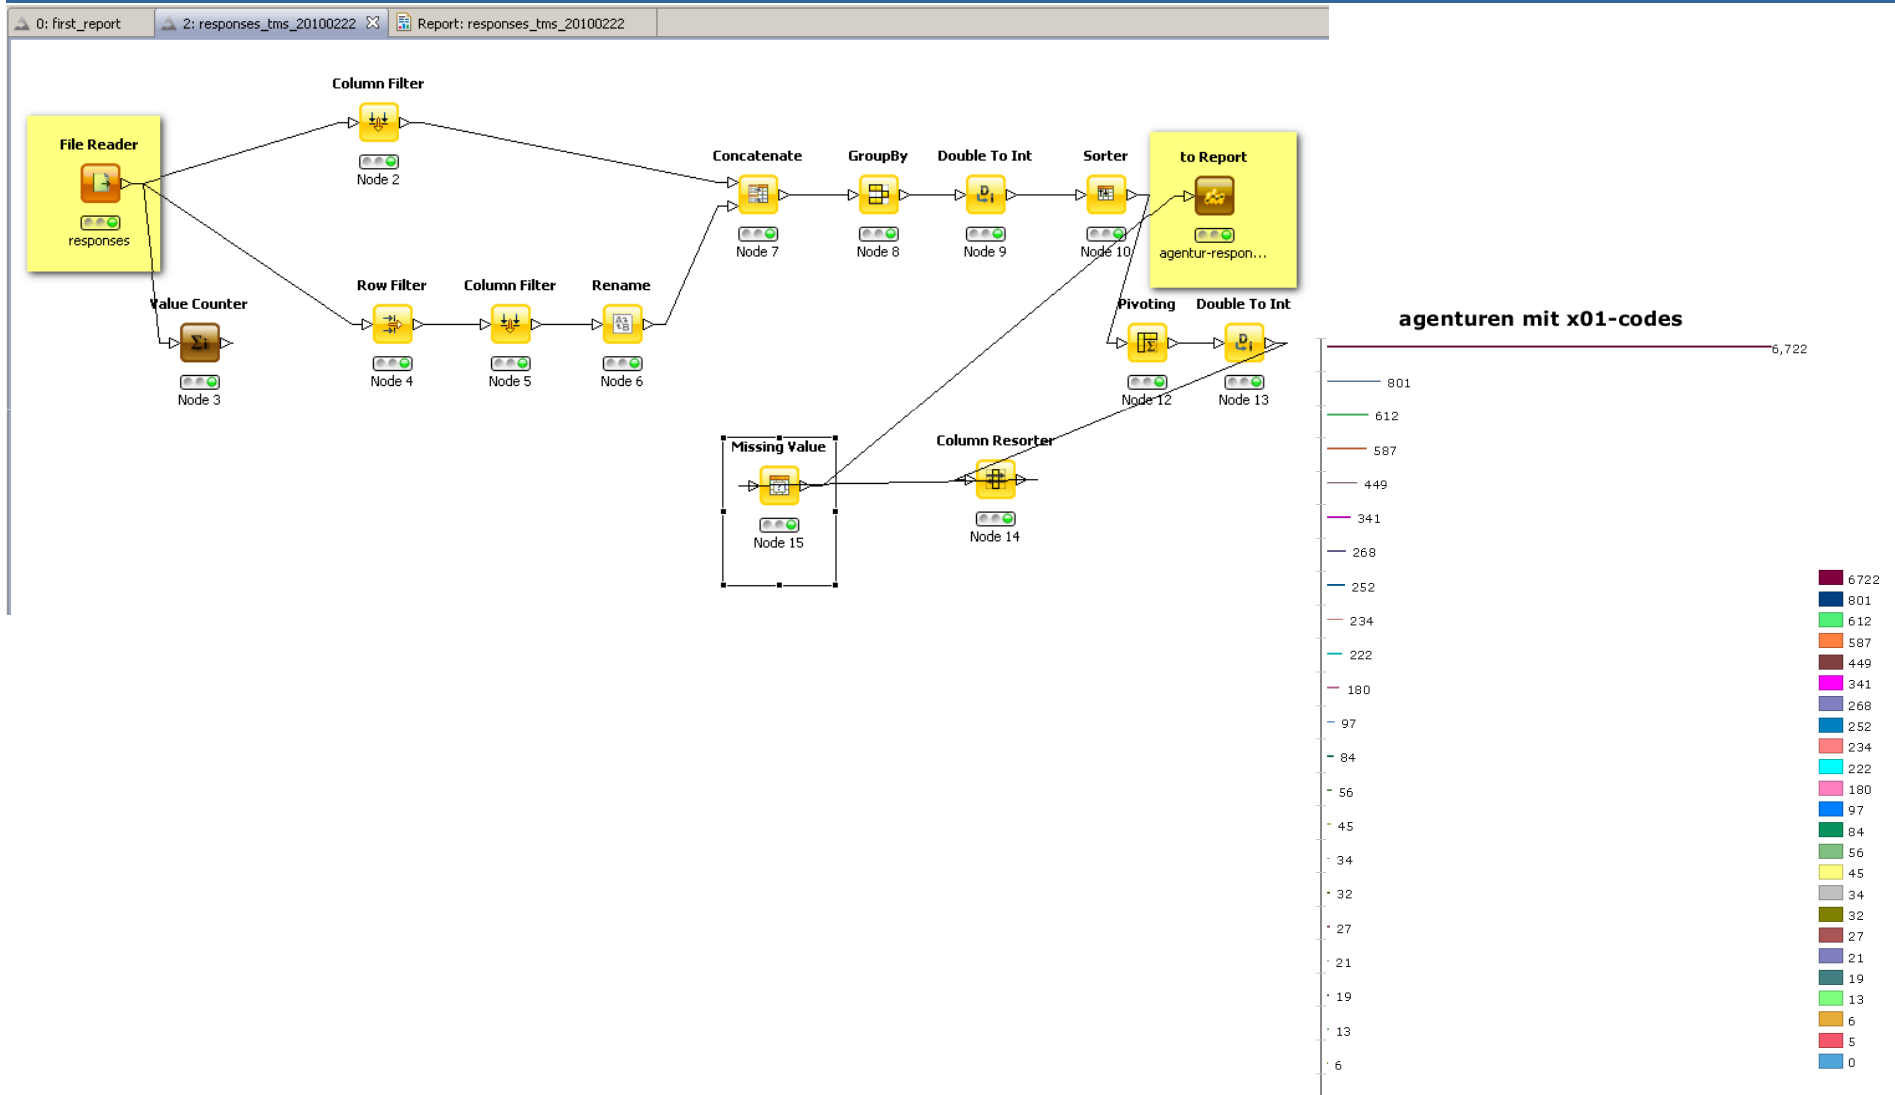 0: first_report
2: responses_tms_20100222
Report: responses_tms_20100222
Column Filter
Node 2
File Reader
responses
Value Counter
Node 3
Row Filter
Node 4
Column Filter
Node 5
Rename
Node 6
Concatenate
Node 7
GroupBy
Node 8
Double To Int
Node 9
Sorter
Node 10
to Report
agentur-respon...
Pivoting
Node 12
Double To Int
Node 13
Missing Value
Node 15
Column Resorter
Node 14
agenturen mit x01-codes
6,722
801
612
587
449
341
268
252
234
222
180
97
84
56
45
34
32
27
21
19
13
6
6722
801
612
587
449
341
268
252
234
222
180
97
84
56
45
34
32
27
21
19
13
6
5
0